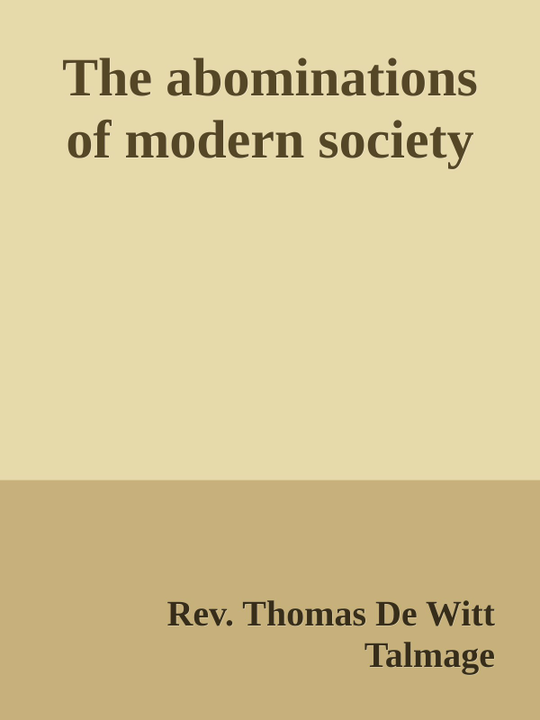 The abominations
of modern society
Rev. Thomas De Witt
Talmage